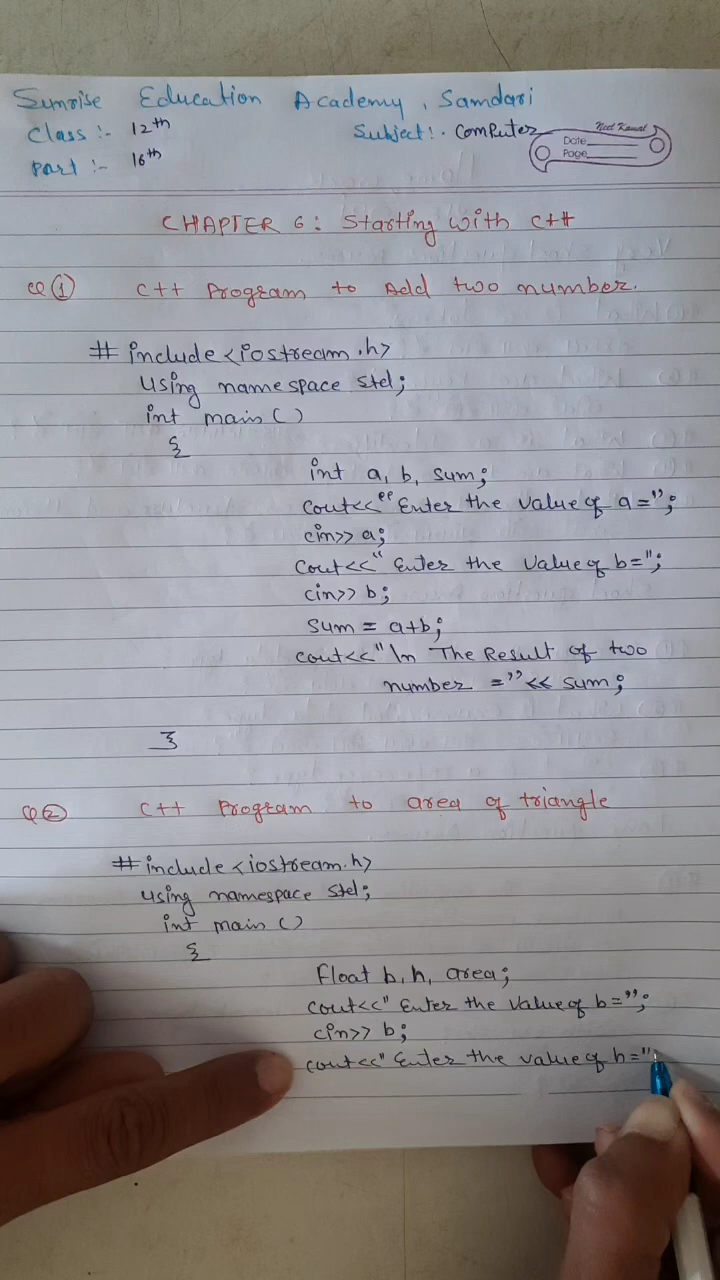 Sunrise Education Academy, Samdari
Class :- 12th
Subject :- Computer
Part :- 16th
Neel Kamal
Date
Page
CHAPTER 6: Starting with C++
Q① C++ Program to Add two number.
# include <iostream.h>
using namespace std;
int main ()
{
int a, b, sum;
cout<<"Enter the value of a=";
cin>> a;
cout<<" Enter the value of b=";
cin>> b;
sum = a+b;
cout<<"\n The Result of two
number ="<< sum;
}
Q② C++ Program to area of triangle
# include <iostream.h>
using namespace std;
int main ()
{
float b, h, area;
cout<<" Enter the value of b=";
cin>> b;
cout<<" Enter the value of h="